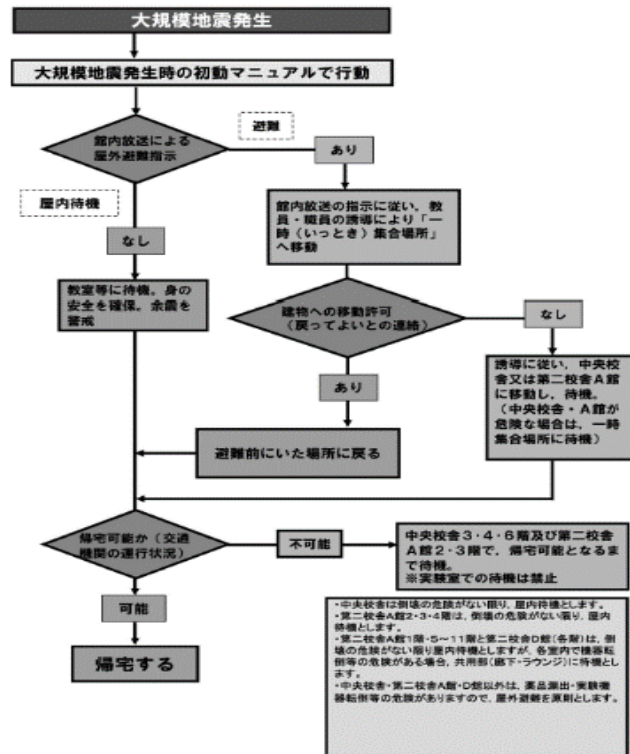 大規模地震発生
大規模地震発生時の初動マニュアルで行動
館内放送による
屋外避難指示
避難
あり
屋内待機
なし
館内放送の指示に従い，教
員・職員の誘導により「一
時（いっとき）集合場所」
へ移動
教室等に待機。身の
安全を確保。余震を
警戒
建物への移動許可
（戻ってよいとの連絡）
なし
あり
誘導に従い，中央校
舎又は第二校舎Ａ館
に移動し，待機。
（中央校舎・Ａ館が
危険な場合は，一時
集合場所に待機）
避難前にいた場所に戻る
帰宅可能か（交通
機関の運行状況）
不可能
中央校舎３・４・６階及び第二校舎
Ａ館２・３階で，帰宅可能となるま
で待機。
※実験室での待機は禁止
可能
帰宅する
・中央校舎は倒壊の危険がない限り，屋内待機とします。
・第二校舎A館2・3・4階は，倒壊の危険がない限り，屋内
待機とします。
・第二校舎A館1階・5～11階と第二校舎D館（各階）は，倒
壊の危険がない限り屋内待機としますが，各室内で機器転
倒等の危険がある場合，共用部（廊下・ラウンジ）に待機とし
ます。
・中央校舎・第二校舎A館・D館以外は，薬品漏出・実験機
器転倒等の危険がありますので，屋外避難を原則とします。